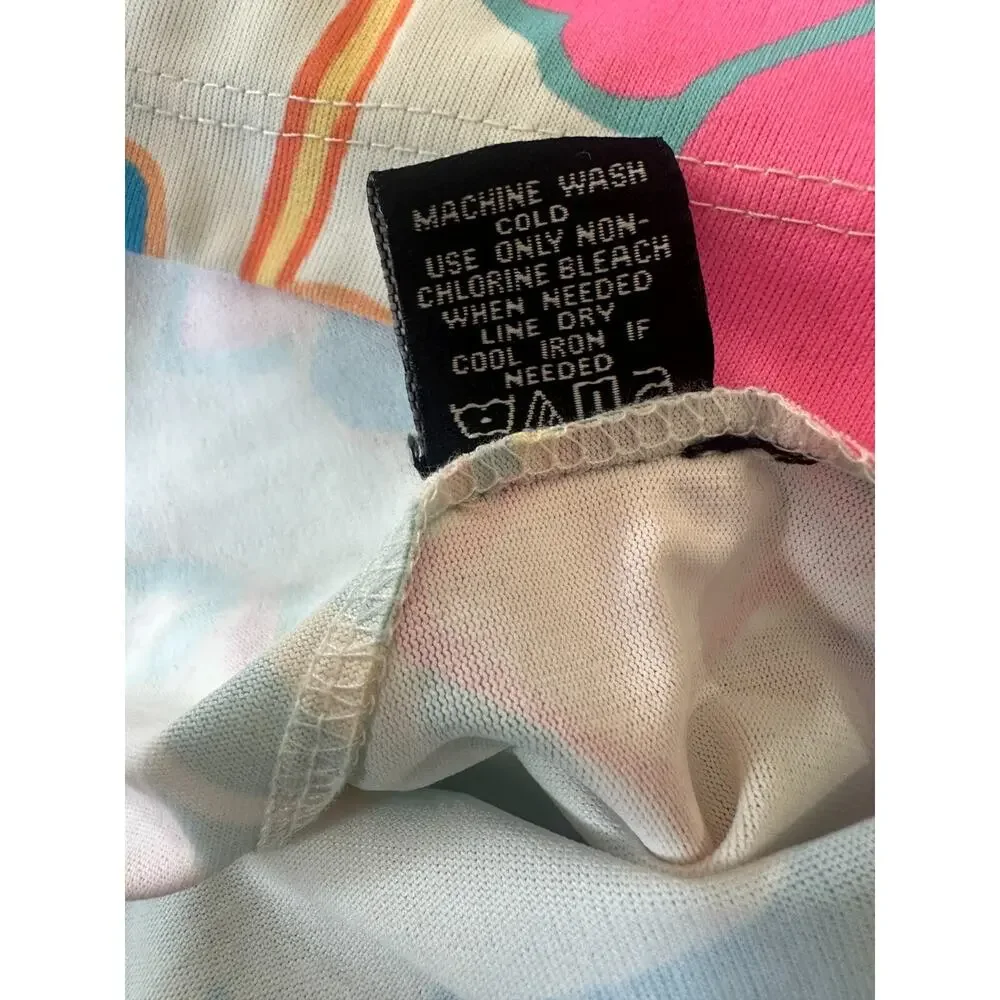 MACHINE WASH
COLD
USE ONLY NON-
CHLORINE BLEACH
WHEN NEEDED
LINE DRY
COOL IRON IF
NEEDED